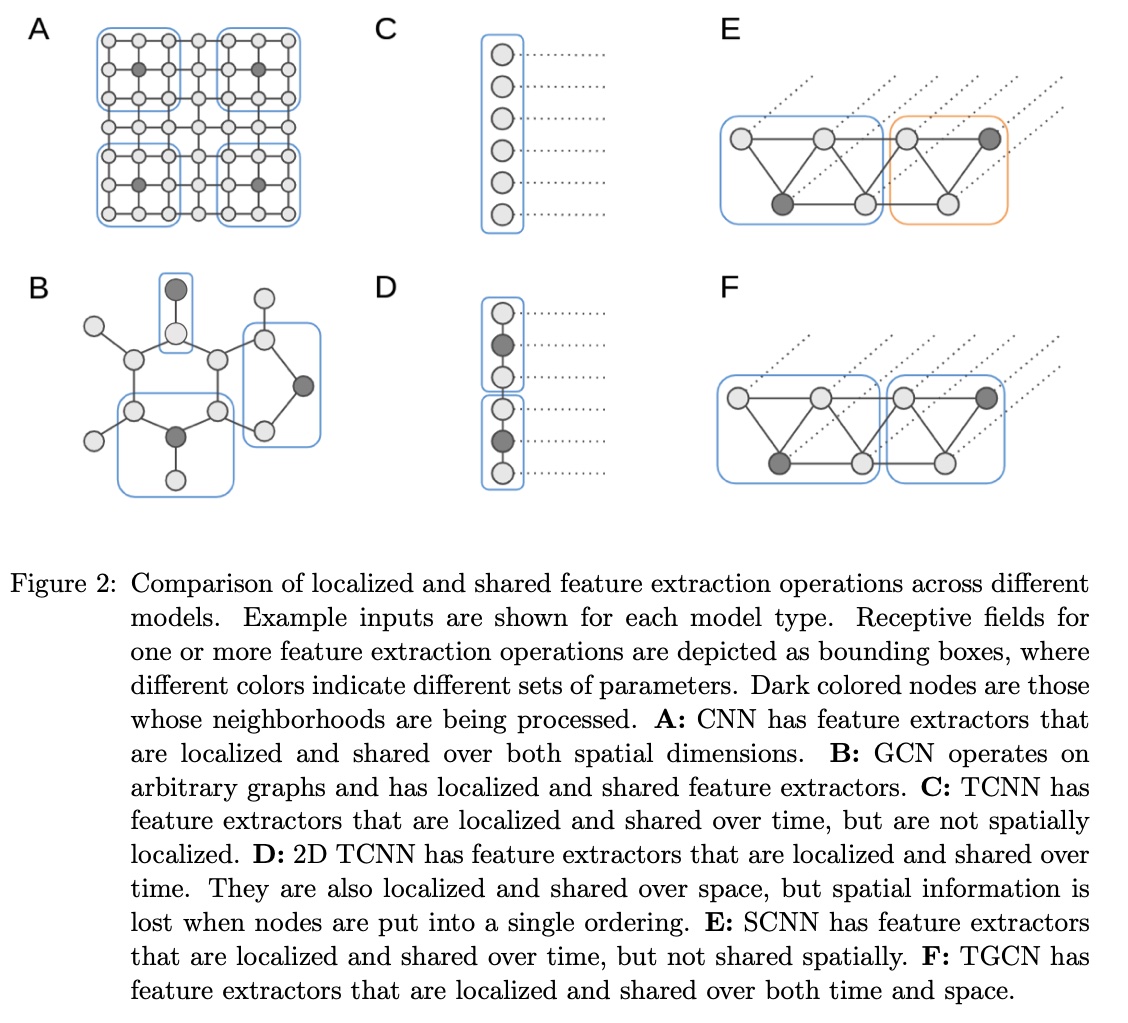 A
C
E
B
D
F
Figure 2: Comparison of localized and shared feature extraction operations across different
models. Example inputs are shown for each model type. Receptive fields for
one or more feature extraction operations are depicted as bounding boxes, where
different colors indicate different sets of parameters. Dark colored nodes are those
whose neighborhoods are being processed. A: CNN has feature extractors that
are localized and shared over both spatial dimensions. B: GCN operates on
arbitrary graphs and has localized and shared feature extractors. C: TCNN has
feature extractors that are localized and shared over time, but are not spatially
localized. D: 2D TCNN has feature extractors that are localized and shared over
time. They are also localized and shared over space, but spatial information is
lost when nodes are put into a single ordering. E: SCNN has feature extractors
that are localized and shared over time, but not shared spatially. F: TGCN has
feature extractors that are localized and shared over both time and space.